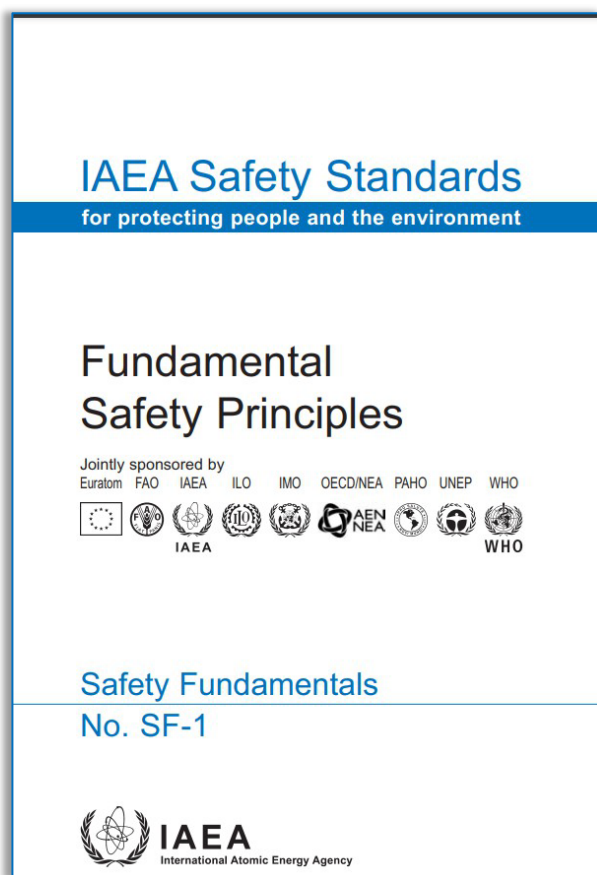 IAEA Safety Standards
for protecting people and the environment
Fundamental
Safety Principles
Jointly sponsored by
Euratom FAO IAEA ILO IMO OECD/NEA PAHO UNEP WHO
FAO
ILO
AEN
NEA
IAEA
WHO
Safety Fundamentals
No. SF-1
IAEA
International Atomic Energy Agency